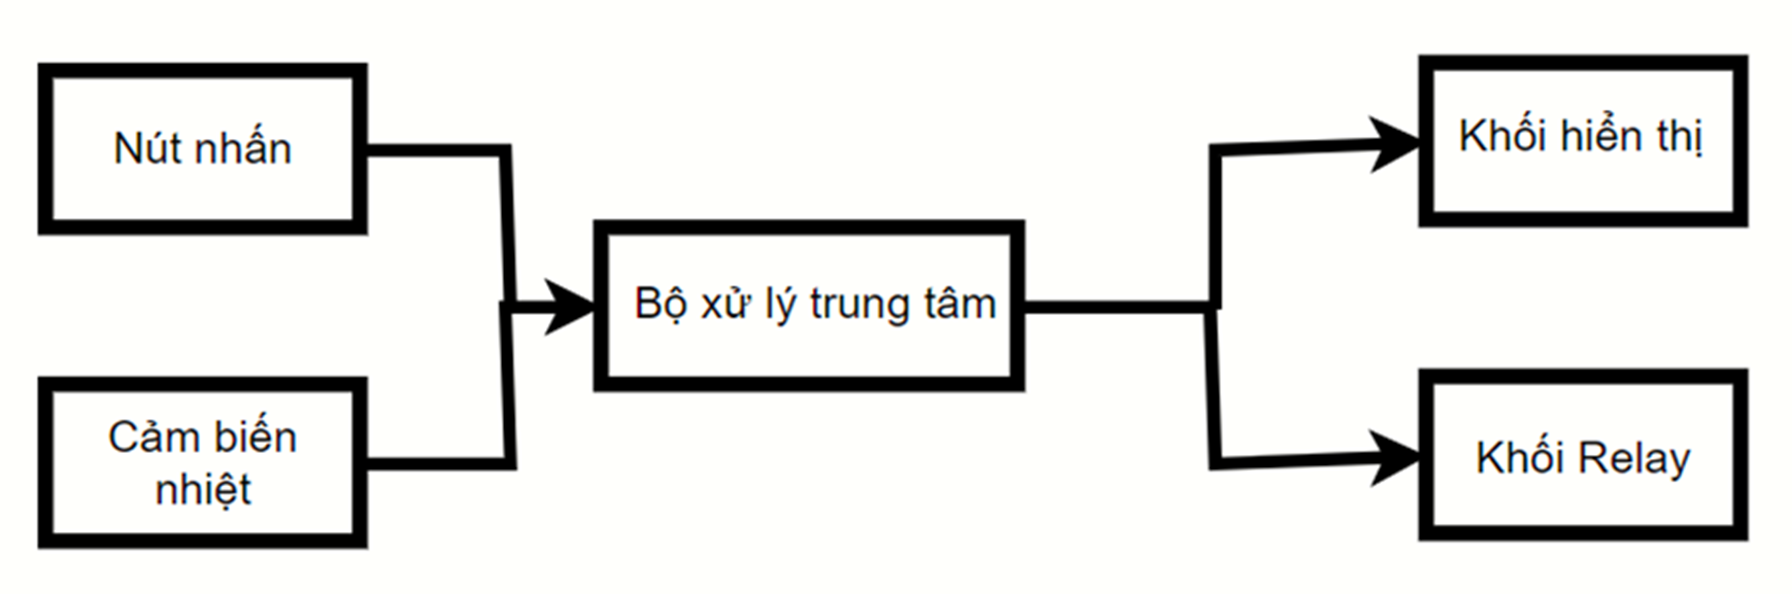 Nút nhấn
Cảm biến
nhiệt
Bộ xử lý trung tâm
Khối hiển thị
Khối Relay